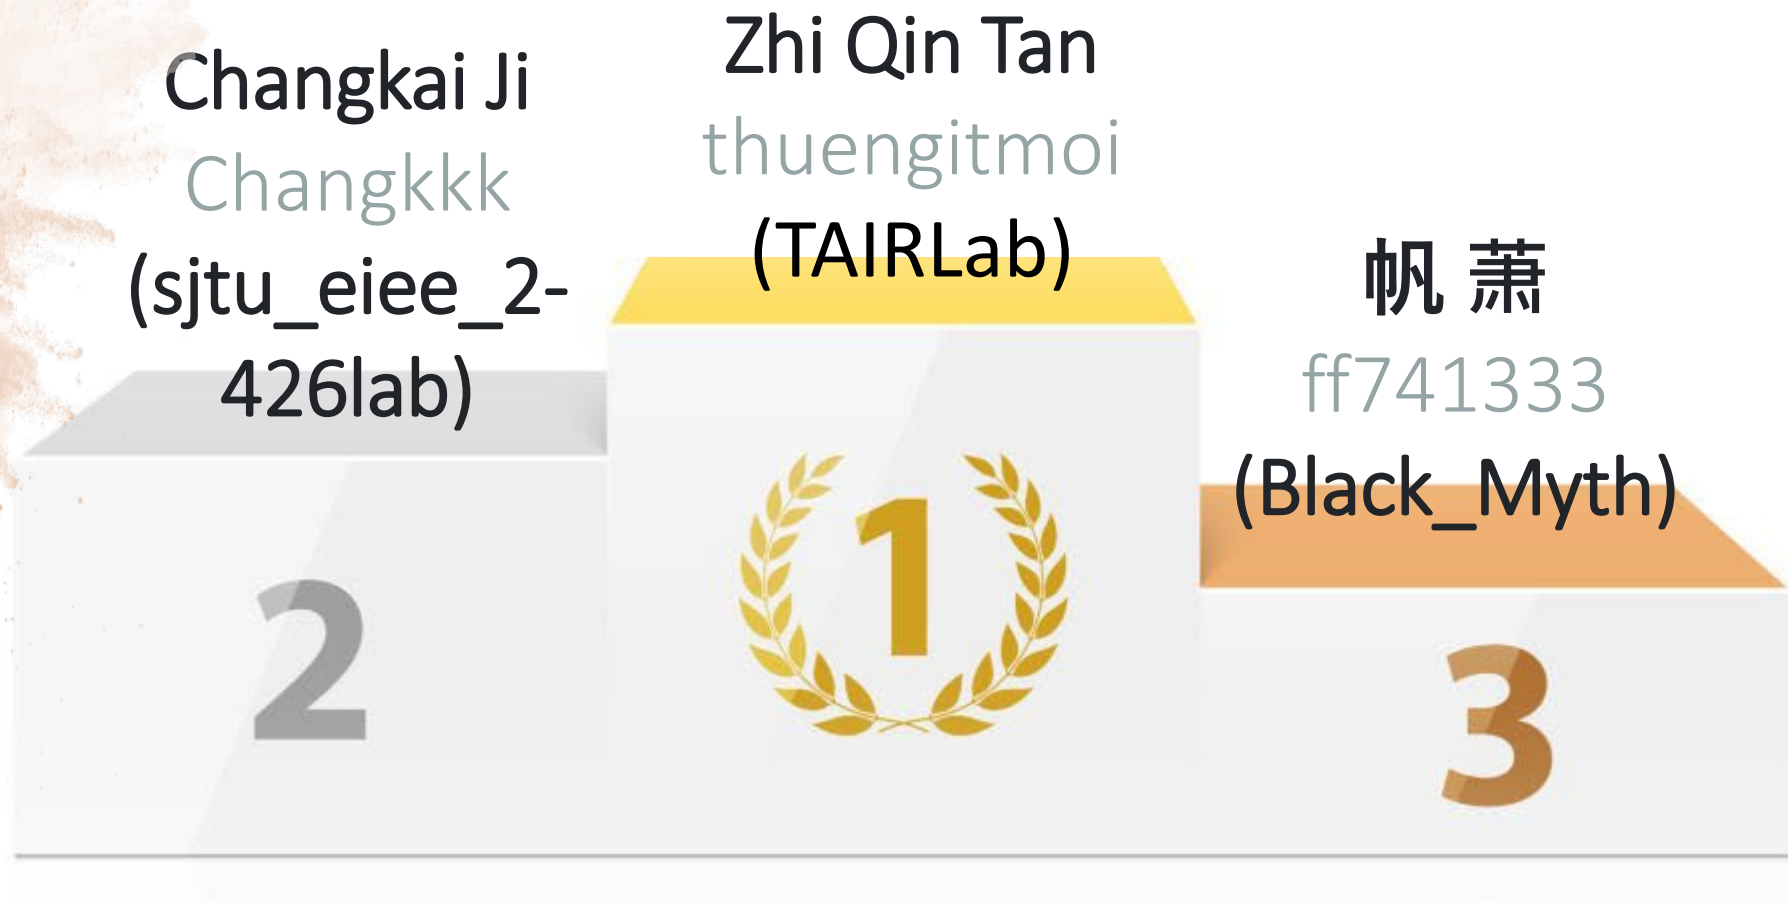 Changkai Ji
Changkkk
(sjtu_eiee_2-
426lab)
2
Zhi Qin Tan
thuengitmoi
(TAIRLab)
1
帆 萧
ff741333
(Black_Myth)
3